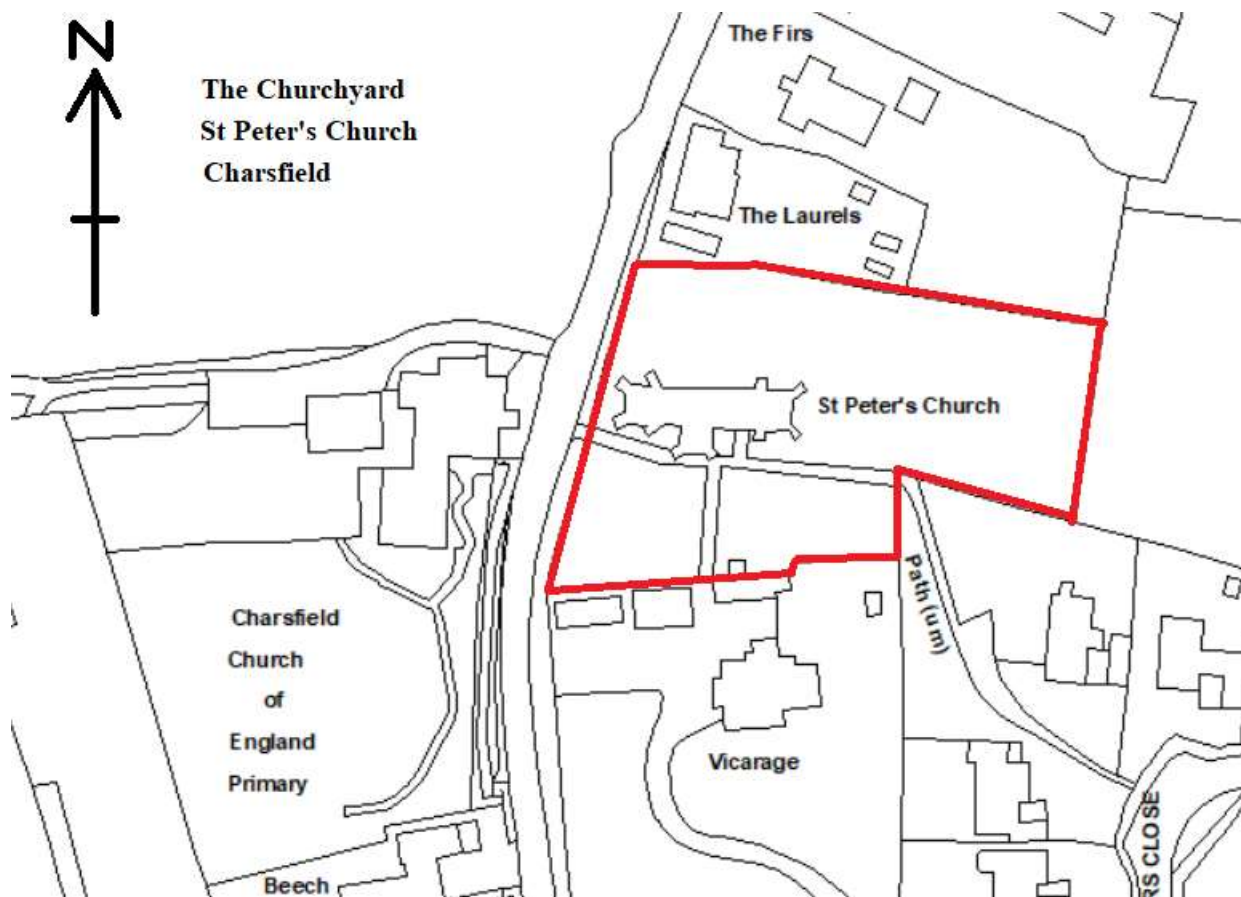 N
The Churchyard
St Peter's Church
Charsfield
The Firs
The Laurels
St Peter's Church
Path (um)
Charsfield
Church
of
England
Primary
Vicarage
Beech
RS CLOSE